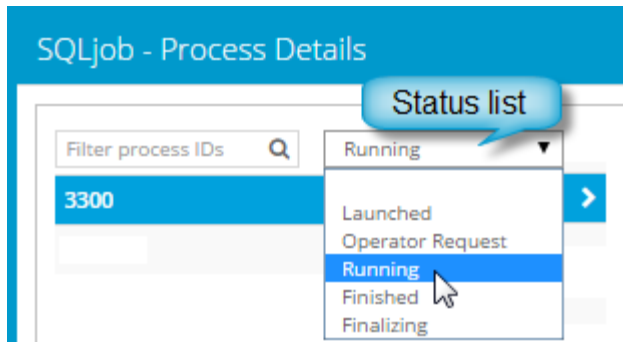 SQLjob - Process Details
Status list
Filter process IDs
Running
3300
Launched
Operator Request
Running
Finished
Finalizing